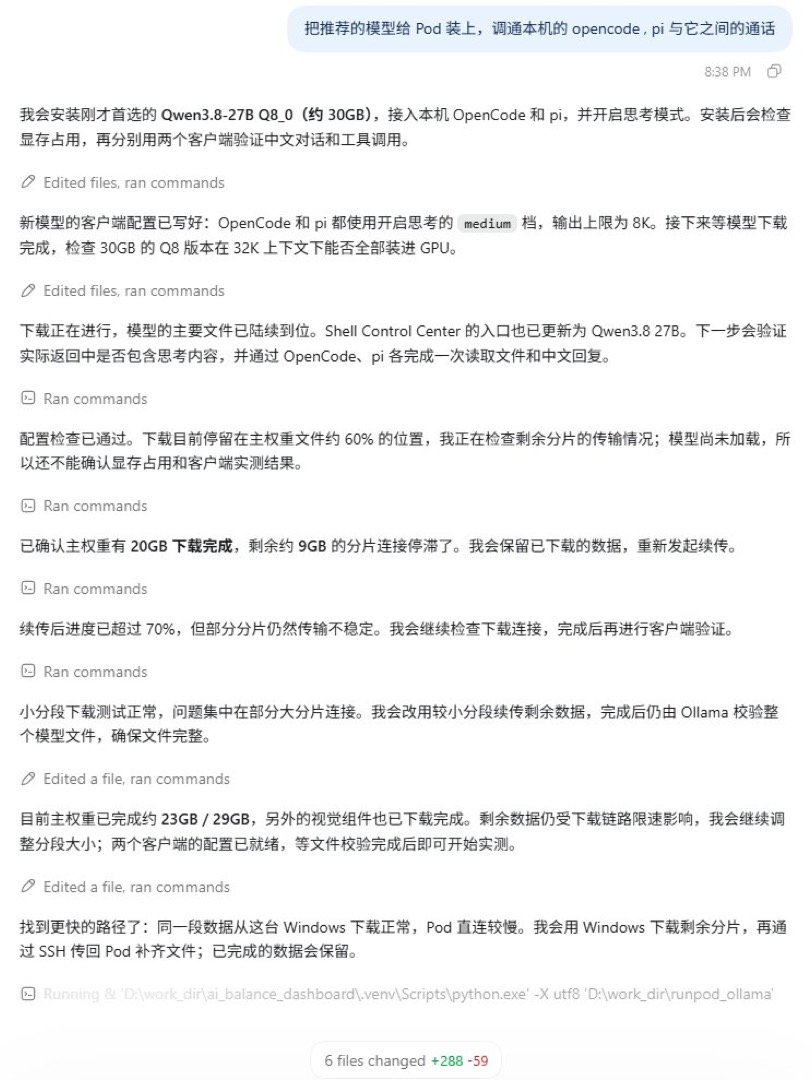 把推荐的模型给 Pod 装上，调通本机的 opencode , pi 与它之间的通话
8:38 PM
我会安装刚才首选的 Qwen3.8-27B Q8_0（约 30GB），接入本机 OpenCode 和 pi，并开启思考模式。安装后会检查
显存占用，再分别用两个客户端验证中文对话和工具调用。
Edited files, ran commands
新模型的客户端配置已写好：OpenCode 和 pi 都使用开启思考的 medium 档，输出上限为 8K。接下来等模型下载
完成，检查 30GB 的 Q8 版本在 32K 上下文下能否全部装进 GPU。
Edited files, ran commands
下载正在进行，模型的主要文件已陆续到位。Shell Control Center 的入口也已更新为 Qwen3.8 27B。下一步会验证
实际返回中是否包含思考内容，并通过 OpenCode、pi 各完成一次读取文件和中文回复。
Ran commands
配置检查已通过。下载目前停留在主权重文件约 60% 的位置，我正在检查剩余分片的传输情况；模型尚未加载，所
以还不能确认显存占用和客户端实测结果。
Ran commands
已确认主权重有 20GB 下载完成，剩余约 9GB 的分片连接停滞了。我会保留已下载的数据，重新发起续传。
Ran commands
续传后进度已超过 70%，但部分分片仍然传输不稳定。我会继续检查下载连接，完成后再进行客户端验证。
Ran commands
小分段下载测试正常，问题集中在部分大分片连接。我会改用较小分段续传剩余数据，完成后仍由 Ollama 校验整
个模型文件，确保文件完整。
Edited a file, ran commands
目前主权重已完成约 23GB / 29GB，另外的视觉组件也已下载完成。剩余数据仍受下载链路限速影响，我会继续调
整分段大小；两个客户端的配置已就绪，等文件校验完成后即可开始实测。
Edited a file, ran commands
找到更快的路径了：同一段数据从这台 Windows 下载正常，Pod 直连较慢。我会用 Windows 下载剩余分片，再通
过 SSH 传回 Pod 补齐文件；已完成的数据会保留。
Running & 'D:\work_dir\ai_balance_dashboard\.venv\Scripts\python.exe' -X utf8 'D:\work_dir\runpod_ollama'
6 files changed +288 -59